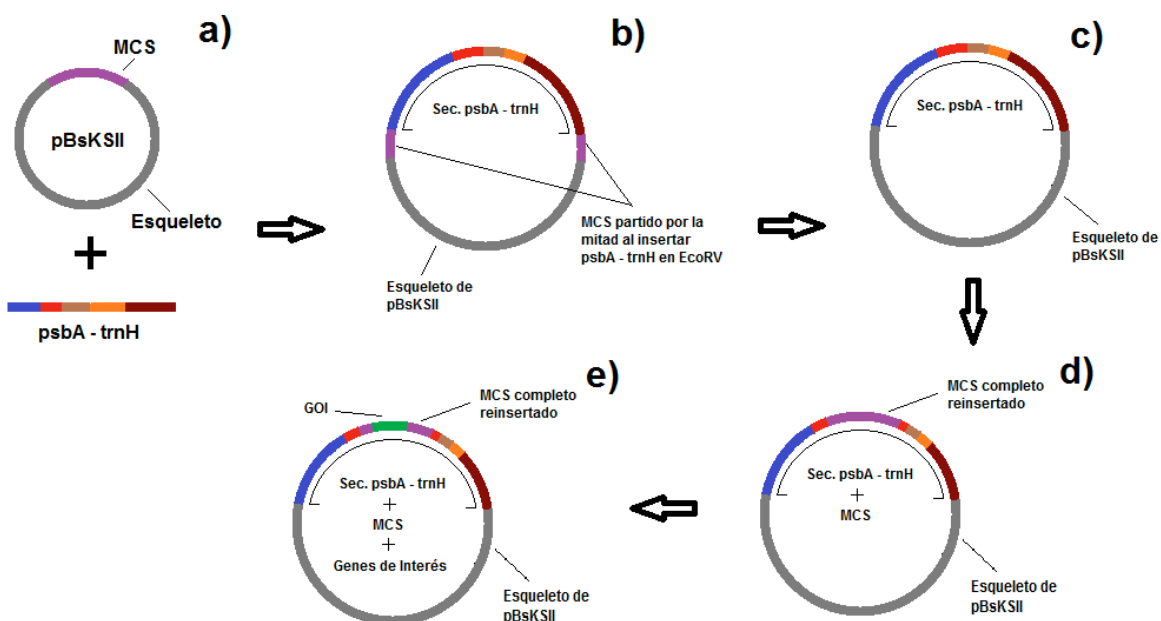 a)
MCS
pBsKSII
Esqueleto
+
psbA - trnH
b)
Sec. psbA - trnH
MCS partido por la
mitad al insertar
psbA - trnH en EcoRV
Esqueleto de
pBsKSII
c)
Sec. psbA - trnH
Esqueleto de
pBsKSII
d)
MCS completo
reinsertado
Sec. psbA - trnH
+
MCS
Esqueleto de
pBsKSII
e)
GOI
MCS completo
reinsertado
Sec. psbA - trnH
+
MCS
+
Genes de Interés
Esqueleto de
pBsKSII